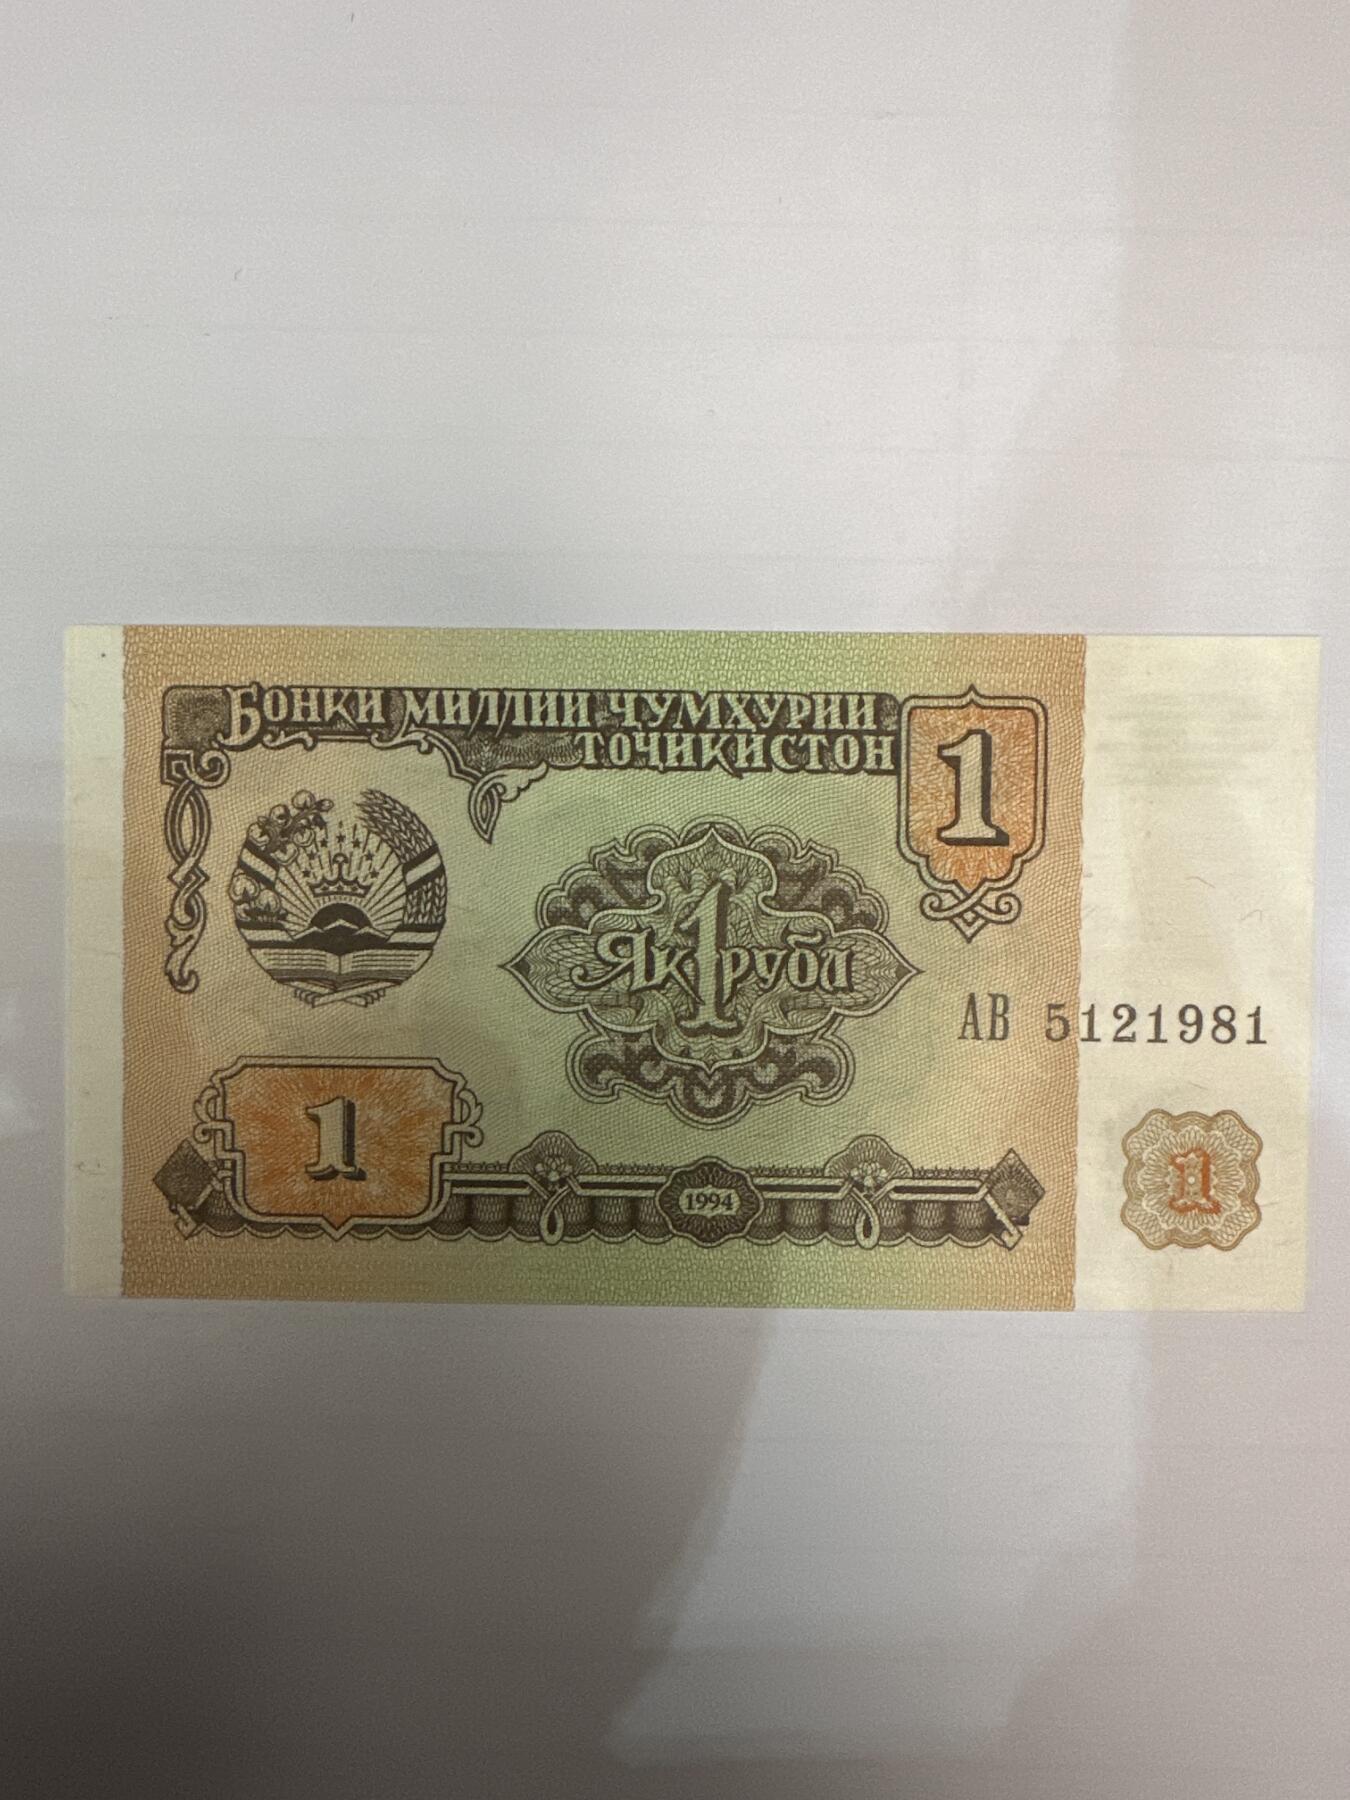 Бонки миллии Ҷумҳурии
Тоҷикистон
1
Як 1 рубл
АВ 5121981
1
1994
1